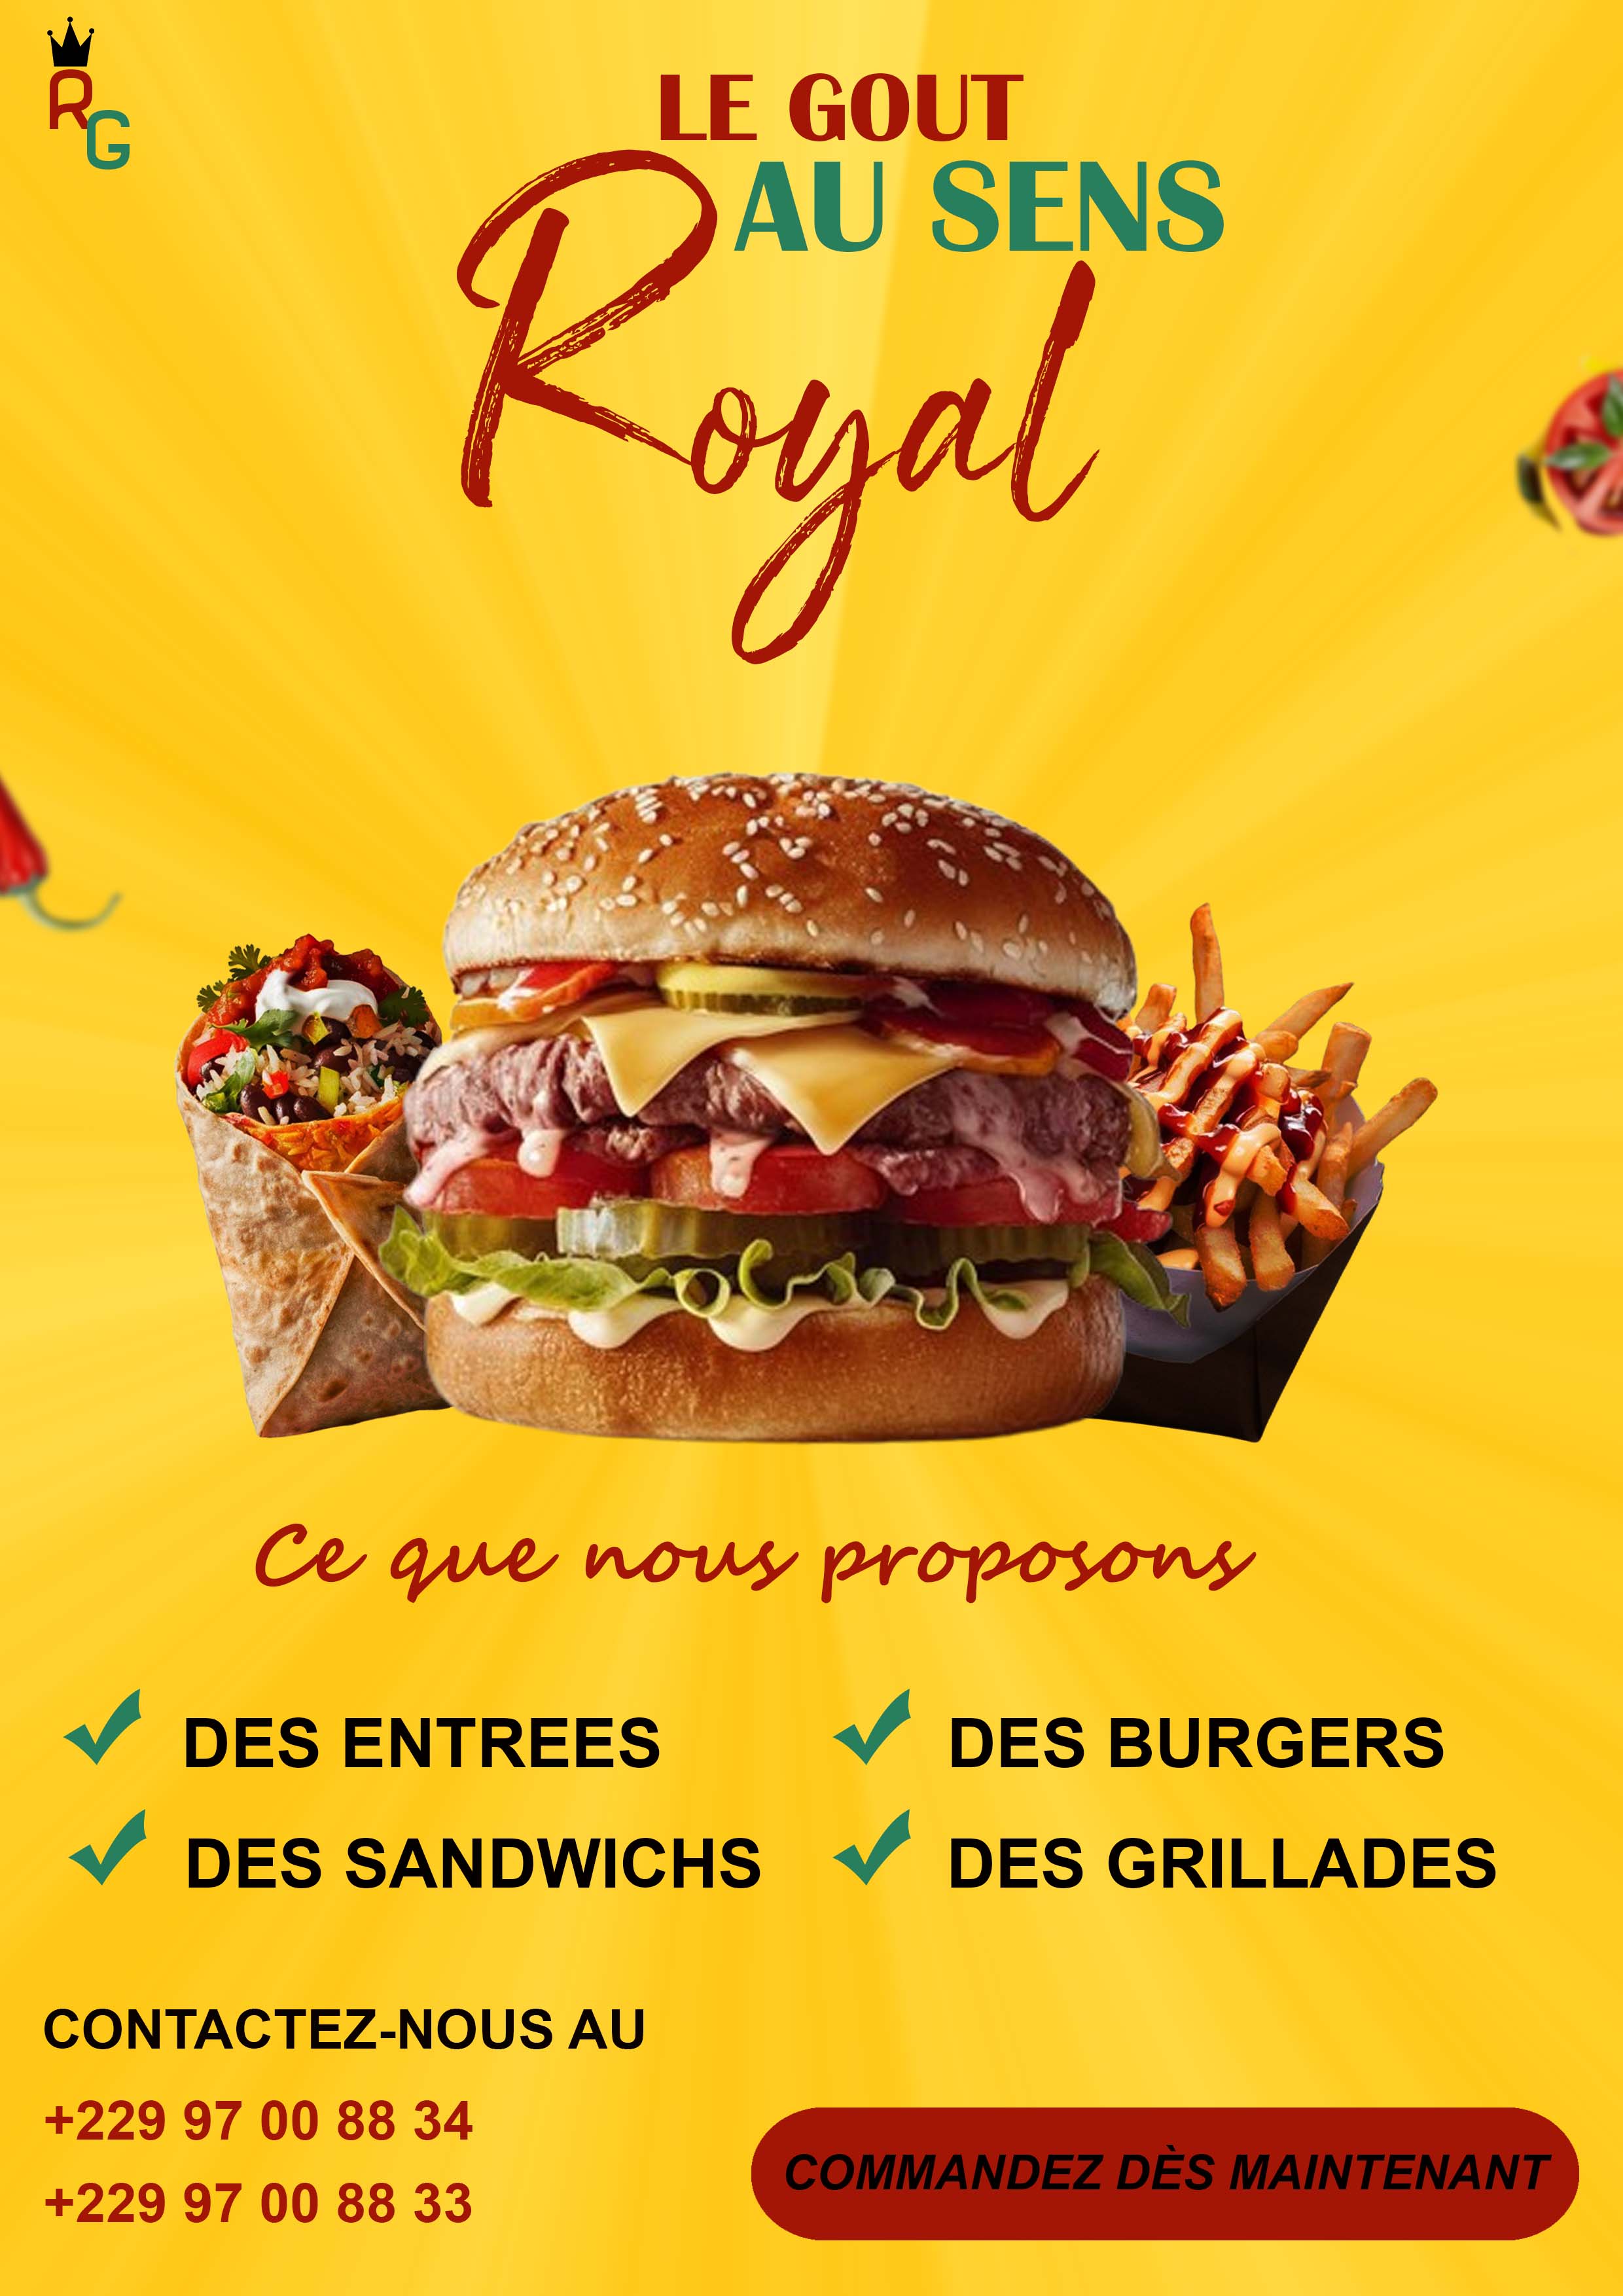 RG
LE GOUT
AU SENS
Royal
Ce que nous proposons
DES ENTREES
DES BURGERS
DES SANDWICHS
DES GRILLADES
CONTACTEZ-NOUS AU
+229 97 00 88 34
+229 97 00 88 33
COMMANDEZ DÈS MAINTENANT